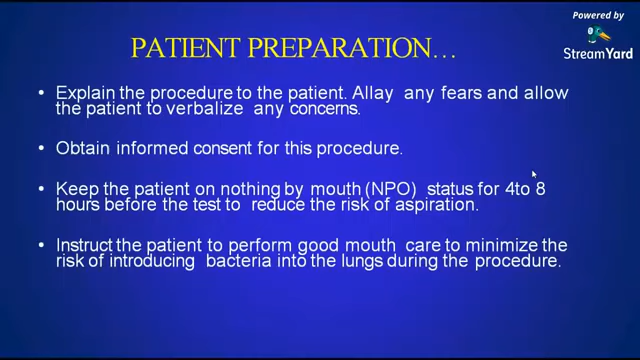 Powered by
StreamYard
PATIENT PREPARATION…
• Explain the procedure to the patient. Allay any fears and allow
the patient to verbalize any concerns.
• Obtain informed consent for this procedure.
• Keep the patient on nothing by mouth (NPO) status for 4to 8
hours before the test to reduce the risk of aspiration.
• Instruct the patient to perform good mouth care to minimize the
risk of introducing bacteria into the lungs during the procedure.